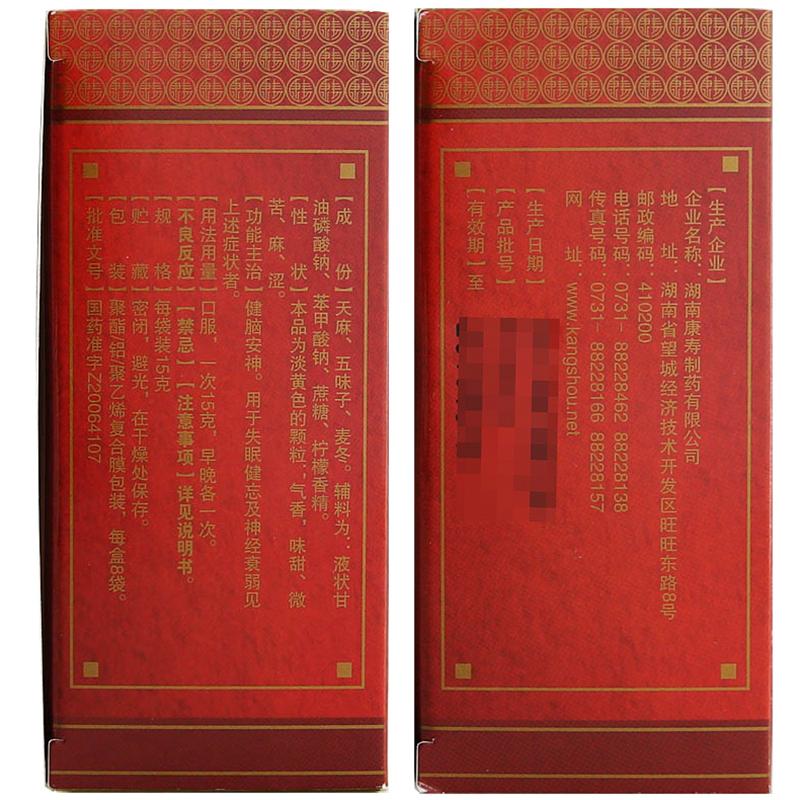 【成份】天麻、五味子、麦冬。辅料为：液状甘
油磷酸钠、苯甲酸钠、蔗糖、柠檬香精。
【性状】本品为淡黄色的颗粒；气香，味甜、微
苦、麻、涩。
【功能主治】健脑安神。用于失眠健忘及神经衰弱见
上述症状者。
【用法用量】口服，一次15克，早晚各一次。
【不良反应】【禁忌】【注意事项】详见说明书。
【规格】每袋装15克
【贮藏】密闭，避光，在干燥处保存。
【包装】聚酯/铝/聚乙烯复合膜包装，每盒8袋。
【批准文号】国药准字Z20064107
【生产企业】
企业名称：湖南康寿制药有限公司
地址：湖南省望城经济技术开发区旺旺东路8号
邮政编码：410200
电话号码：0731－88228462 88228138
传真号码：0731－88228166 88228157
网址：www.kangshou.net
【生产日期】
【产品批号】
【有效期】至